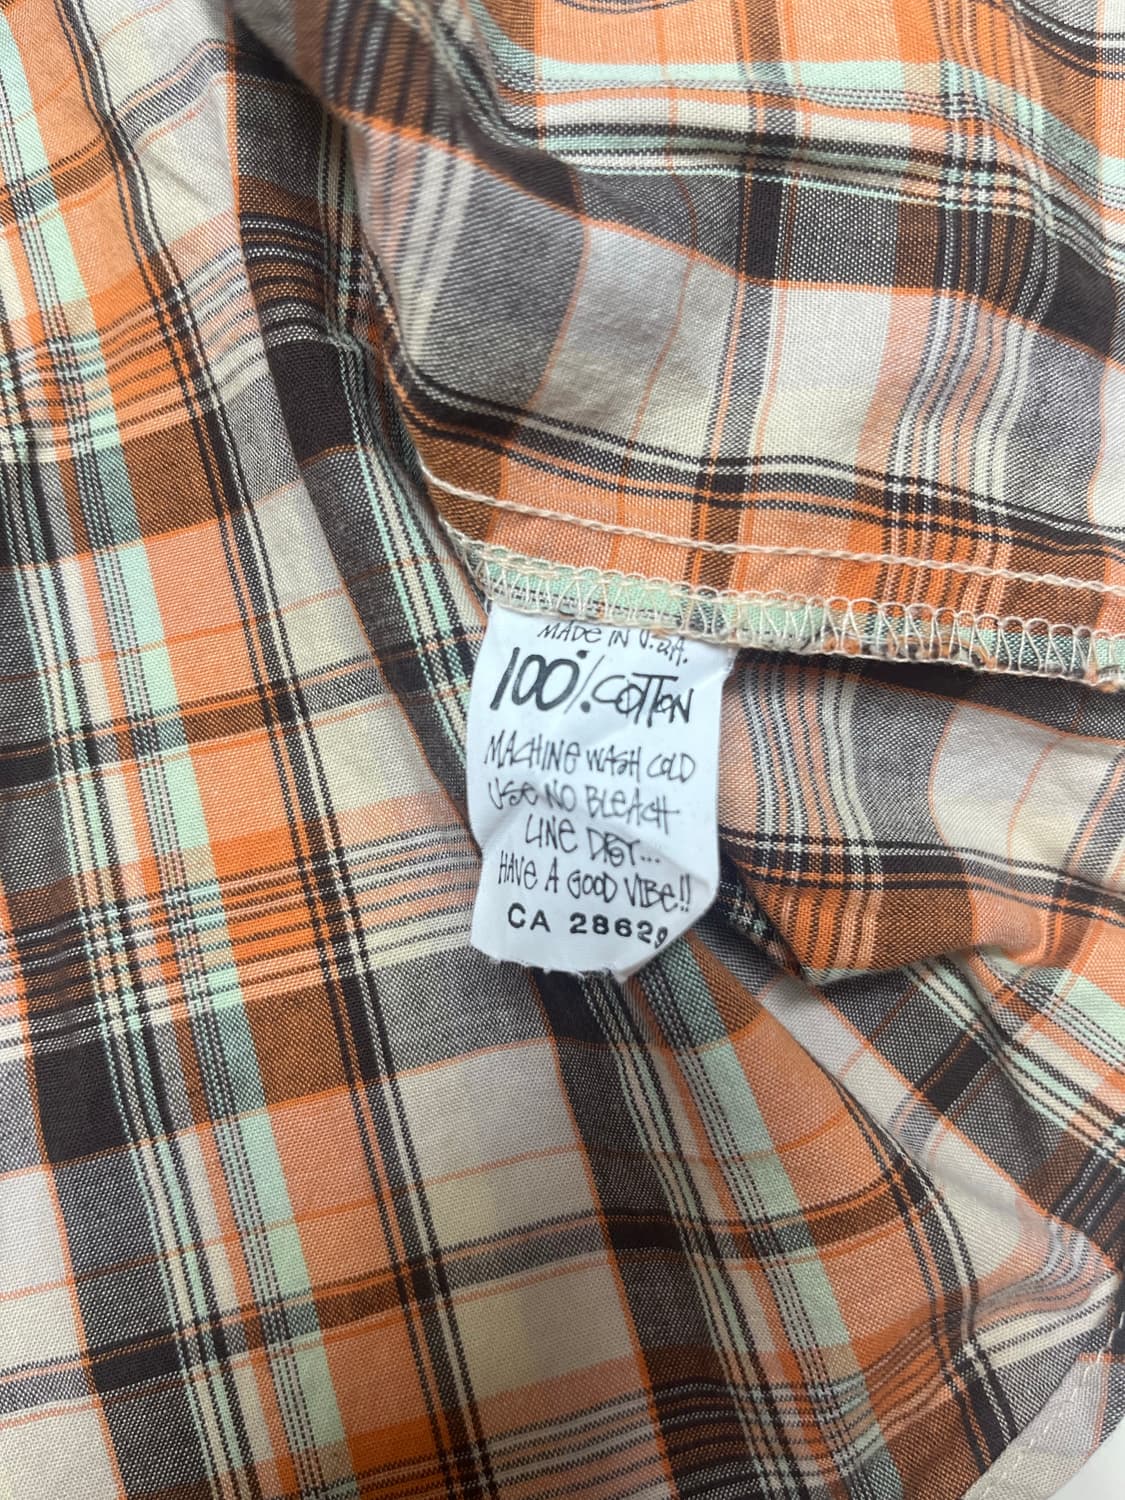 MADE IN U.S.A.
100% COTTON
MACHINE WASH COLD
USE NO BLEACH
LINE DRY...
HAVE A GOOD VIBE!!
CA 28629